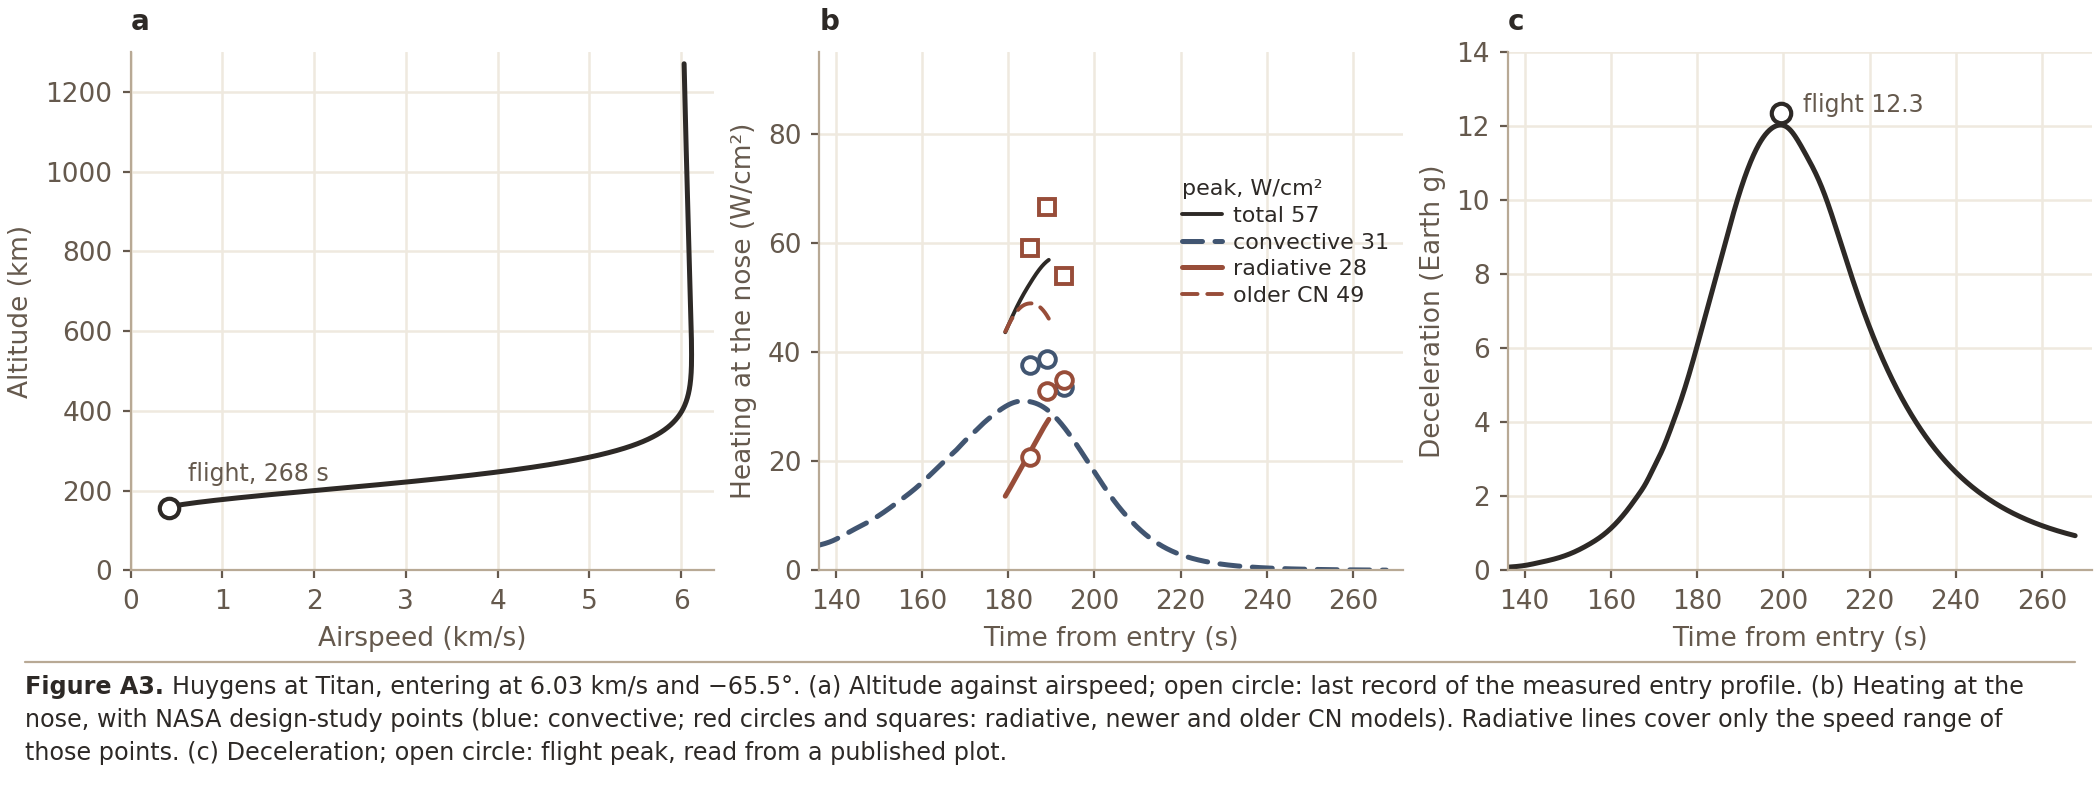 a
1200
1000
800
600
400
200
0
Altitude (km)
flight, 268 s
0 1 2 3 4 5 6
Airspeed (km/s)
b
80
60
40
20
0
Heating at the nose (W/cm²)
peak, W/cm²
total 57
convective 31
radiative 28
older CN 49
140 160 180 200 220 240 260
Time from entry (s)
c
14
12
10
8
6
4
2
0
Deceleration (Earth g)
flight 12.3
140 160 180 200 220 240 260
Time from entry (s)
Figure A3. Huygens at Titan, entering at 6.03 km/s and −65.5°. (a) Altitude against airspeed; open circle: last record of the measured entry profile. (b) Heating at the
nose, with NASA design-study points (blue: convective; red circles and squares: radiative, newer and older CN models). Radiative lines cover only the speed range of
those points. (c) Deceleration; open circle: flight peak, read from a published plot.